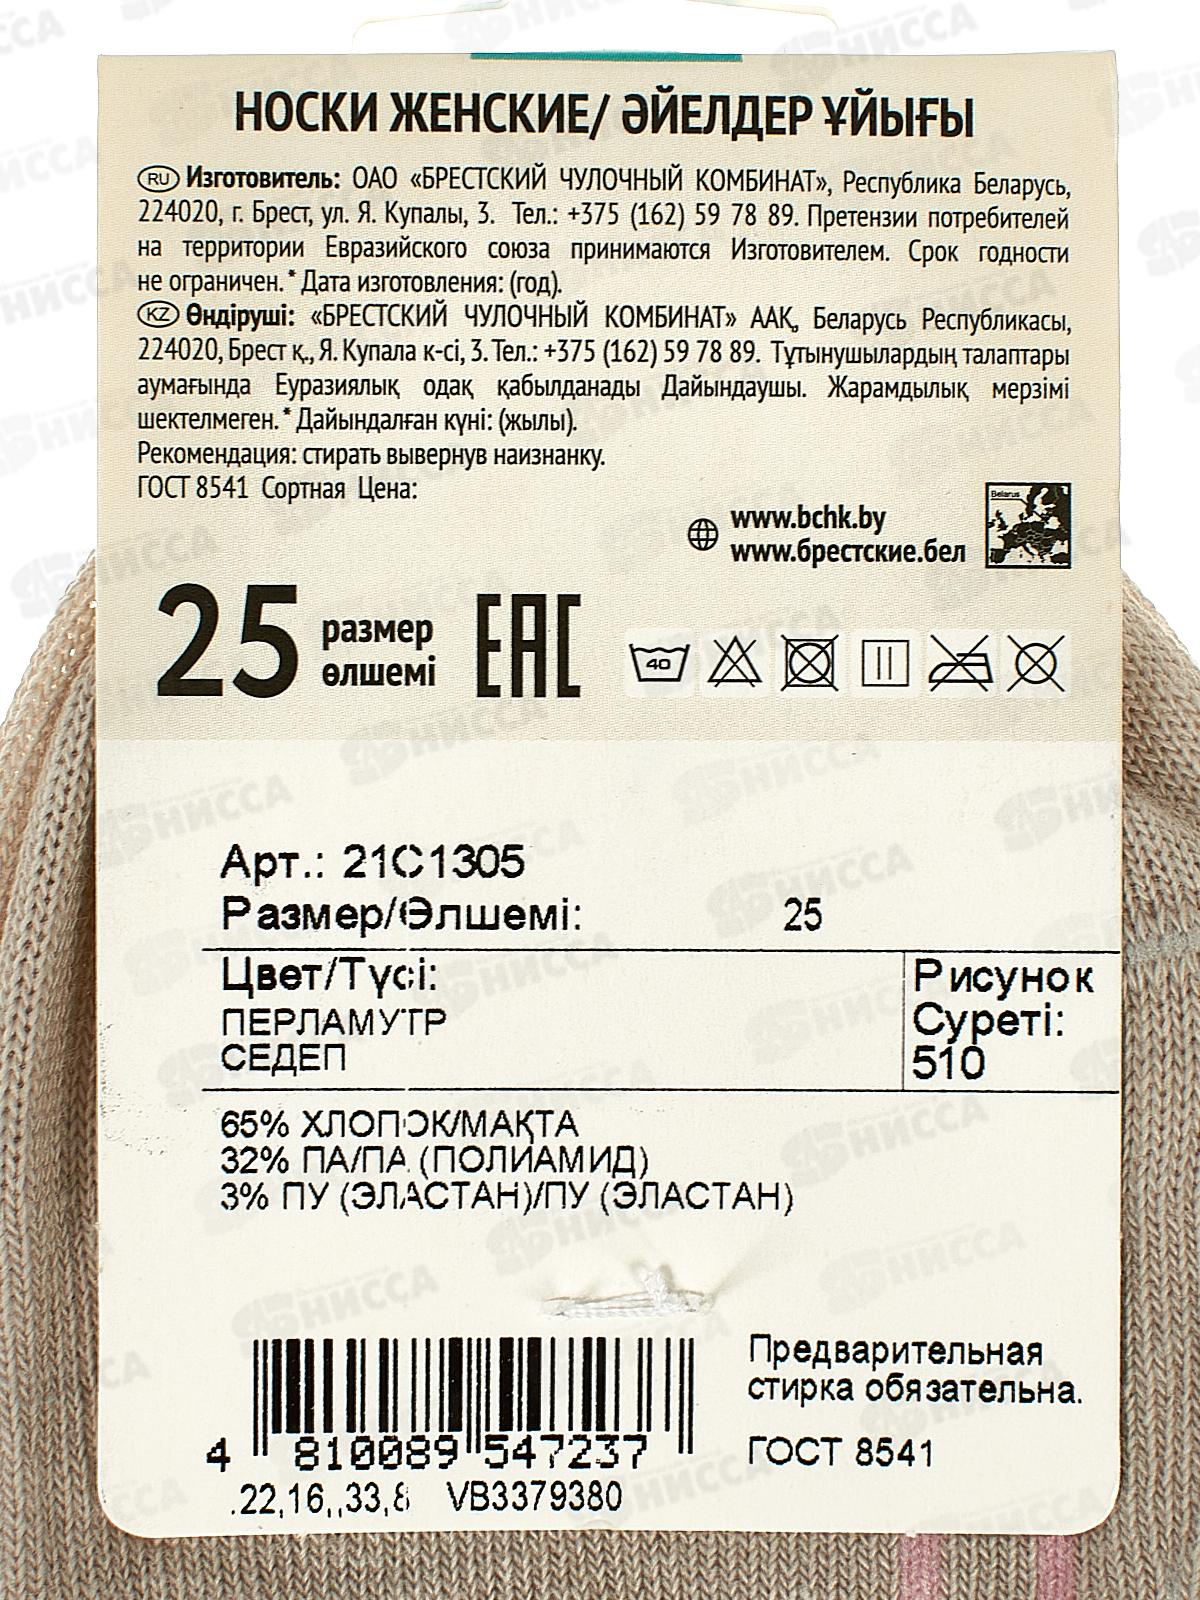 НОСКИ ЖЕНСКИЕ/ ӘЙЕЛДЕР ҰЙЫҒЫ
RU Изготовитель: ОАО «БРЕСТСКИЙ ЧУЛОЧНЫЙ КОМБИНАТ», Республика Беларусь,
224020, г. Брест, ул. Я. Купалы, 3. Тел.: +375 (162) 59 78 89. Претензии потребителей
на территории Евразийского союза принимаются Изготовителем. Срок годности
не ограничен.* Дата изготовления: (год).
KZ Өндіруші: «БРЕСТСКИЙ ЧУЛОЧНЫЙ КОМБИНАТ» ААҚ, Беларусь Республикасы,
224020, Брест қ., Я. Купала к-сі, 3. Тел.: +375 (162) 59 78 89. Тұтынушылардың талаптары
аумағында Еуразиялық одақ қабылданады Дайындаушы. Жарамдылық мерзімі
шектелмеген.* Дайындалған күні: (жылы).
Рекомендация: стирать вывернув наизнанку.
ГОСТ 8541 Сортная Цена:
Belarus
www.bchk.by
www.брестские.бел
25 размер
өлшемі
EAC
40
Арт.: 21С1305
Размер/Өлшемі: 25
Цвет/Түсі:
ПЕРЛАМУТР
СЕДЕП
Рисунок
Суреті:
510
65% ХЛОПОК/МАҚТА
32% ПА/ПА (ПОЛИАМИД)
3% ПУ (ЭЛАСТАН)/ПУ (ЭЛАСТАН)
Предварительная
стирка обязательна.
ГОСТ 8541
4 810089 547237
.22,16,,33,8 VB3379380
НИССА